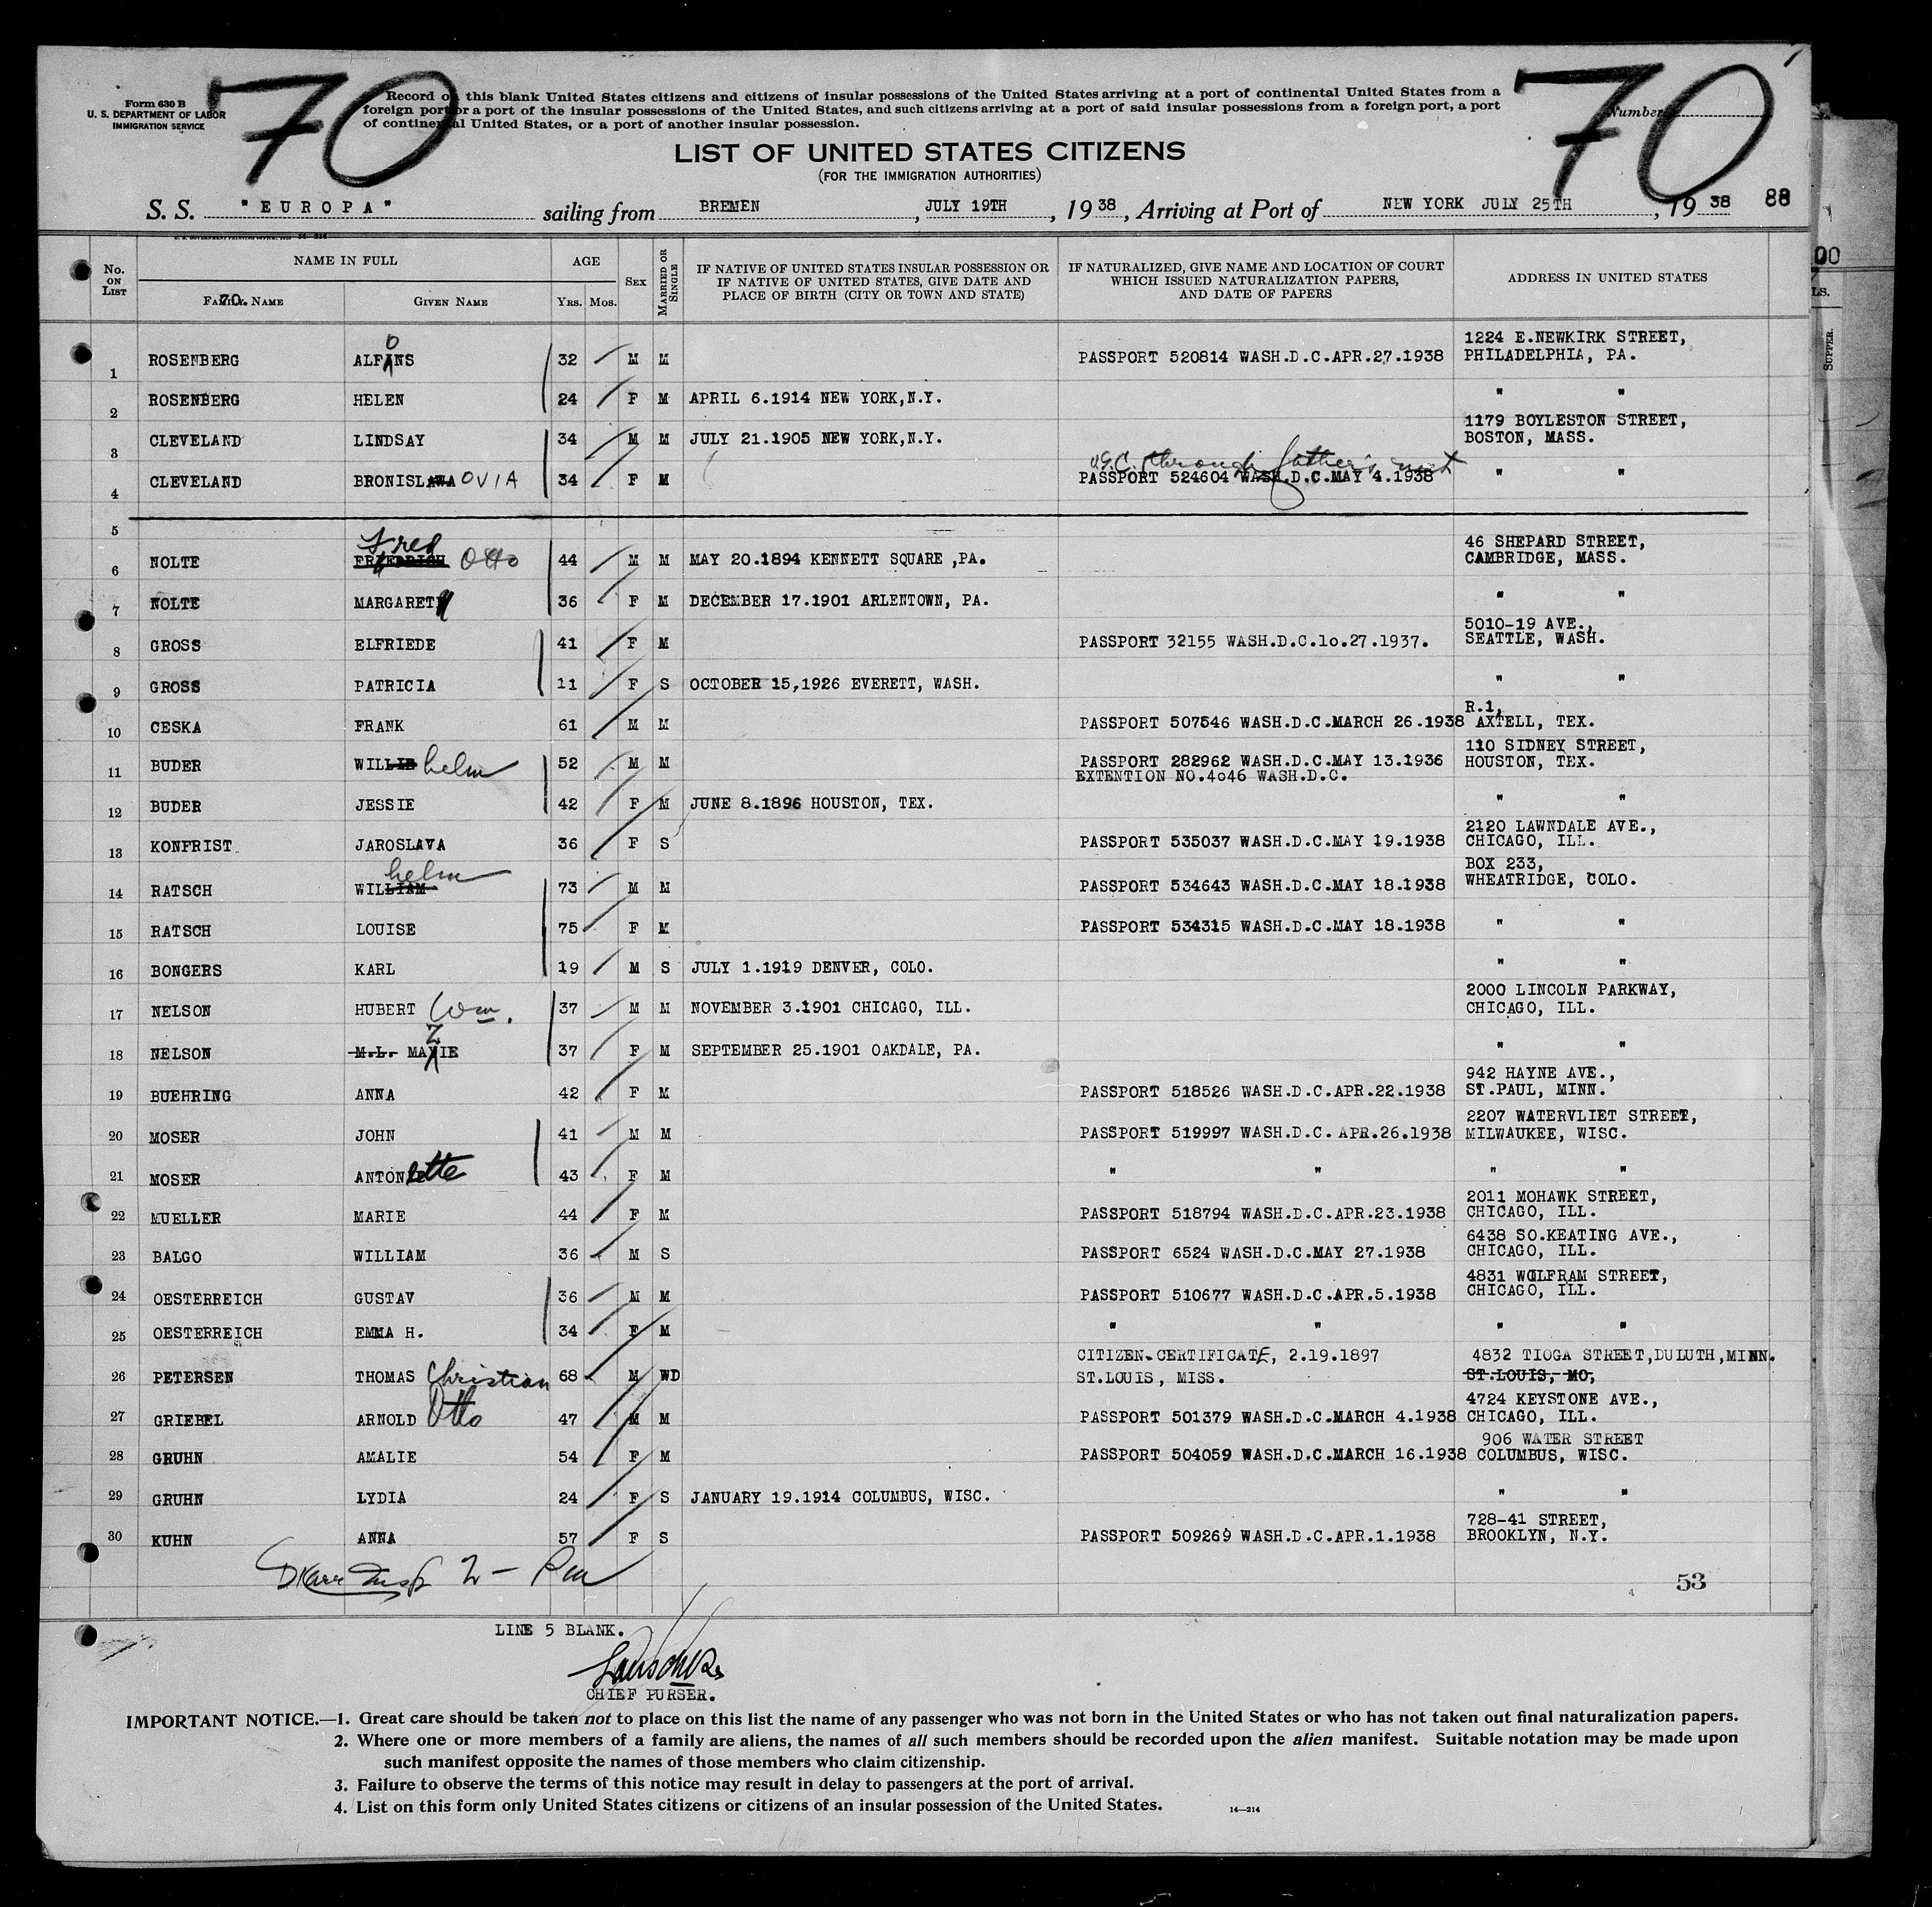 70
70
Form 630 B
U. S. DEPARTMENT OF LABOR
IMMIGRATION SERVICE
Record on this blank United States citizens and citizens of insular possessions of the United States arriving at a port of continental United States from a
foreign port or a port of the insular possessions of the United States, and such citizens arriving at a port of said insular possessions from a foreign port, a port
of continental United States, or a port of another insular possession.
Number
LIST OF UNITED STATES CITIZENS
(FOR THE IMMIGRATION AUTHORITIES)
S. S. "EUROPA" sailing from BREMEN, JULY 19TH, 1938, Arriving at Port of NEW YORK JULY 25TH, 1938 88
No. ON LIST NAME IN FULL AGE SEX MARRIED OR SINGLE IF NATIVE OF UNITED STATES INSULAR POSSESSION OR IF NATIVE OF UNITED STATES, GIVE DATE AND PLACE OF BIRTH (CITY OR TOWN AND STATE) IF NATURALIZED, GIVE NAME AND LOCATION OF COURT WHICH ISSUED NATURALIZATION PAPERS, AND DATE OF PAPERS ADDRESS IN UNITED STATES
FAMILY NAME 70. GIVEN NAME YRS. MOS.
1224 E.NEWKIRK STREET,
1 ROSENBERG ALFONS 32 M M PASSPORT 520814 WASH.D.C.APR.27.1938 PHILADELPHIA, PA.
2 ROSENBERG HELEN 24 F M APRIL 6.1914 NEW YORK,N.Y. " "
1179 BOYLESTON STREET,
3 CLEVELAND LINDSAY 34 M M JULY 21.1905 NEW YORK,N.Y. BOSTON, MASS.
U.S.C. through father's
4 CLEVELAND BRONISLAWA OVIA 34 F M PASSPORT 524604 WASH.D.C.MAY 4.1938 " "
5
Fred 46 SHEPARD STREET,
6 NOLTE FRIEDRICH Otto 44 M M MAY 20.1894 KENNETT SQUARE ,PA. CAMBRIDGE, MASS.
7 NOLTE MARGARET 36 F M DECEMBER 17.1901 ARLENTOWN, PA. " "
5010-19 AVE.,
8 GROSS ELFRIEDE 41 F M PASSPORT 32155 WASH.D.C.1o.27.1937. SEATTLE, WASH.
9 GROSS PATRICIA 11 F S OCTOBER 15,1926 EVERETT, WASH. " "
R.1,
10 CESKA FRANK 61 M M PASSPORT 507546 WASH.D.C.MARCH 26.1938 AXTELL, TEX.
110 SIDNEY STREET,
11 BUDER WILLIE helm 52 M M PASSPORT 282962 WASH.D.C.MAY 13.1936 HOUSTON, TEX.
EXTENTION NO.4o46 WASH.D.C.
12 BUDER JESSIE 42 F M JUNE 8.1896 HOUSTON, TEX. " "
2120 LAWNDALE AVE.,
13 KONFRIST JAROSLAVA 36 F S PASSPORT 535037 WASH.D.C.MAY 19.1938 CHICAGO, ILL.
helm BOX 233,
14 RATSCH WILLIAM 73 M M PASSPORT 534643 WASH.D.C.MAY 18.1938 WHEATRIDGE, COLO.
15 RATSCH LOUISE 75 F M PASSPORT 534315 WASH.D.C.MAY 18.1938 " "
16 BONGERS KARL 19 M S JULY 1.1919 DENVER, COLO. " "
2000 LINCOLN PARKWAY,
17 NELSON HUBERT Wm. 37 M M NOVEMBER 3.1901 CHICAGO, ILL. CHICAGO, ILL.
18 NELSON M.L. MAZIE 37 F M SEPTEMBER 25.1901 OAKDALE, PA. " "
942 HAYNE AVE.,
19 BUEHRING ANNA 42 F M PASSPORT 518526 WASH.D.C.APR.22.1938 ST.PAUL, MINN.
2207 WATERVLIET STREET,
20 MOSER JOHN 41 M M PASSPORT 519997 WASH.D.C. APR.26.1938 MILWAUKEE, WISC.
21 MOSER ANTONIette 43 F M " " " "
2011 MOHAWK STREET,
22 MUELLER MARIE 44 F M PASSPORT 518794 WASH.D.C.APR.23.1938 CHICAGO, ILL.
6438 SO.KEATING AVE.,
23 BALGO WILLIAM 36 M S PASSPORT 6524 WASH.D.C.MAY 27.1938 CHICAGO, ILL.
4831 WOLFRAM STREET,
24 OESTERREICH GUSTAV 36 M M PASSPORT 510677 WASH.D.C.APR.5.1938 CHICAGO, ILL.
25 OESTERREICH EMMA H. 34 F M " " " "
CITIZEN-CERTIFICATE, 2.19.1897 4832 TIOGA STREET,DULUTH,MINN.
26 PETERSEN THOMAS Christian 68 M WD ST.LOUIS, MISS. ST.LOUIS, MO,
4724 KEYSTONE AVE.,
27 GRIEBEL ARNOLD Otto 47 M M PASSPORT 501379 WASH.D.C.MARCH 4.1938 CHICAGO, ILL.
906 WATER STREET
28 GRUHN AMALIE 54 F M PASSPORT 504059 WASH.D.C.MARCH 16.1938 COLUMBUS, WISC.
29 GRUHN LYDIA 24 F S JANUARY 19.1914 COLUMBUS, WISC. " "
728-41 STREET,
30 KUHN ANNA 57 F S PASSPORT 509269 WASH.D.C.APR.1.1938 BROOKLYN, N.Y.
53
LINE 5 BLANK.
CHIEF PURSER.
IMPORTANT NOTICE.—1. Great care should be taken not to place on this list the name of any passenger who was not born in the United States or who has not taken out final naturalization papers.
2. Where one or more members of a family are aliens, the names of all such members should be recorded upon the alien manifest. Suitable notation may be made upon
such manifest opposite the names of those members who claim citizenship.
3. Failure to observe the terms of this notice may result in delay to passengers at the port of arrival.
4. List on this form only United States citizens or citizens of an insular possession of the United States.
14—214
00
LS.
SUPPER.